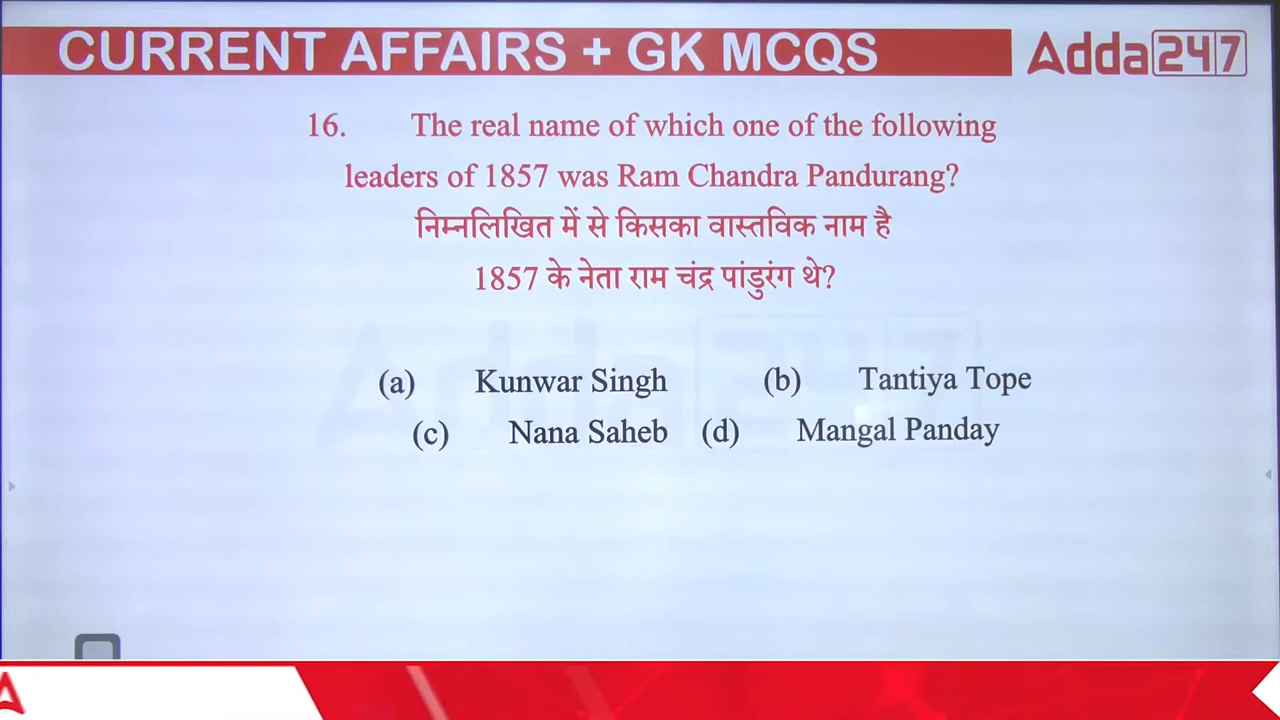 CURRENT AFFAIRS + GK MCQS
Adda247
16. The real name of which one of the following
leaders of 1857 was Ram Chandra Pandurang?
निम्नलिखित में से किसका वास्तविक नाम है
1857 के नेता राम चंद्र पांडुरंग थे?
Adda247
(a) Kunwar Singh (b) Tantiya Tope
(c) Nana Saheb (d) Mangal Panday